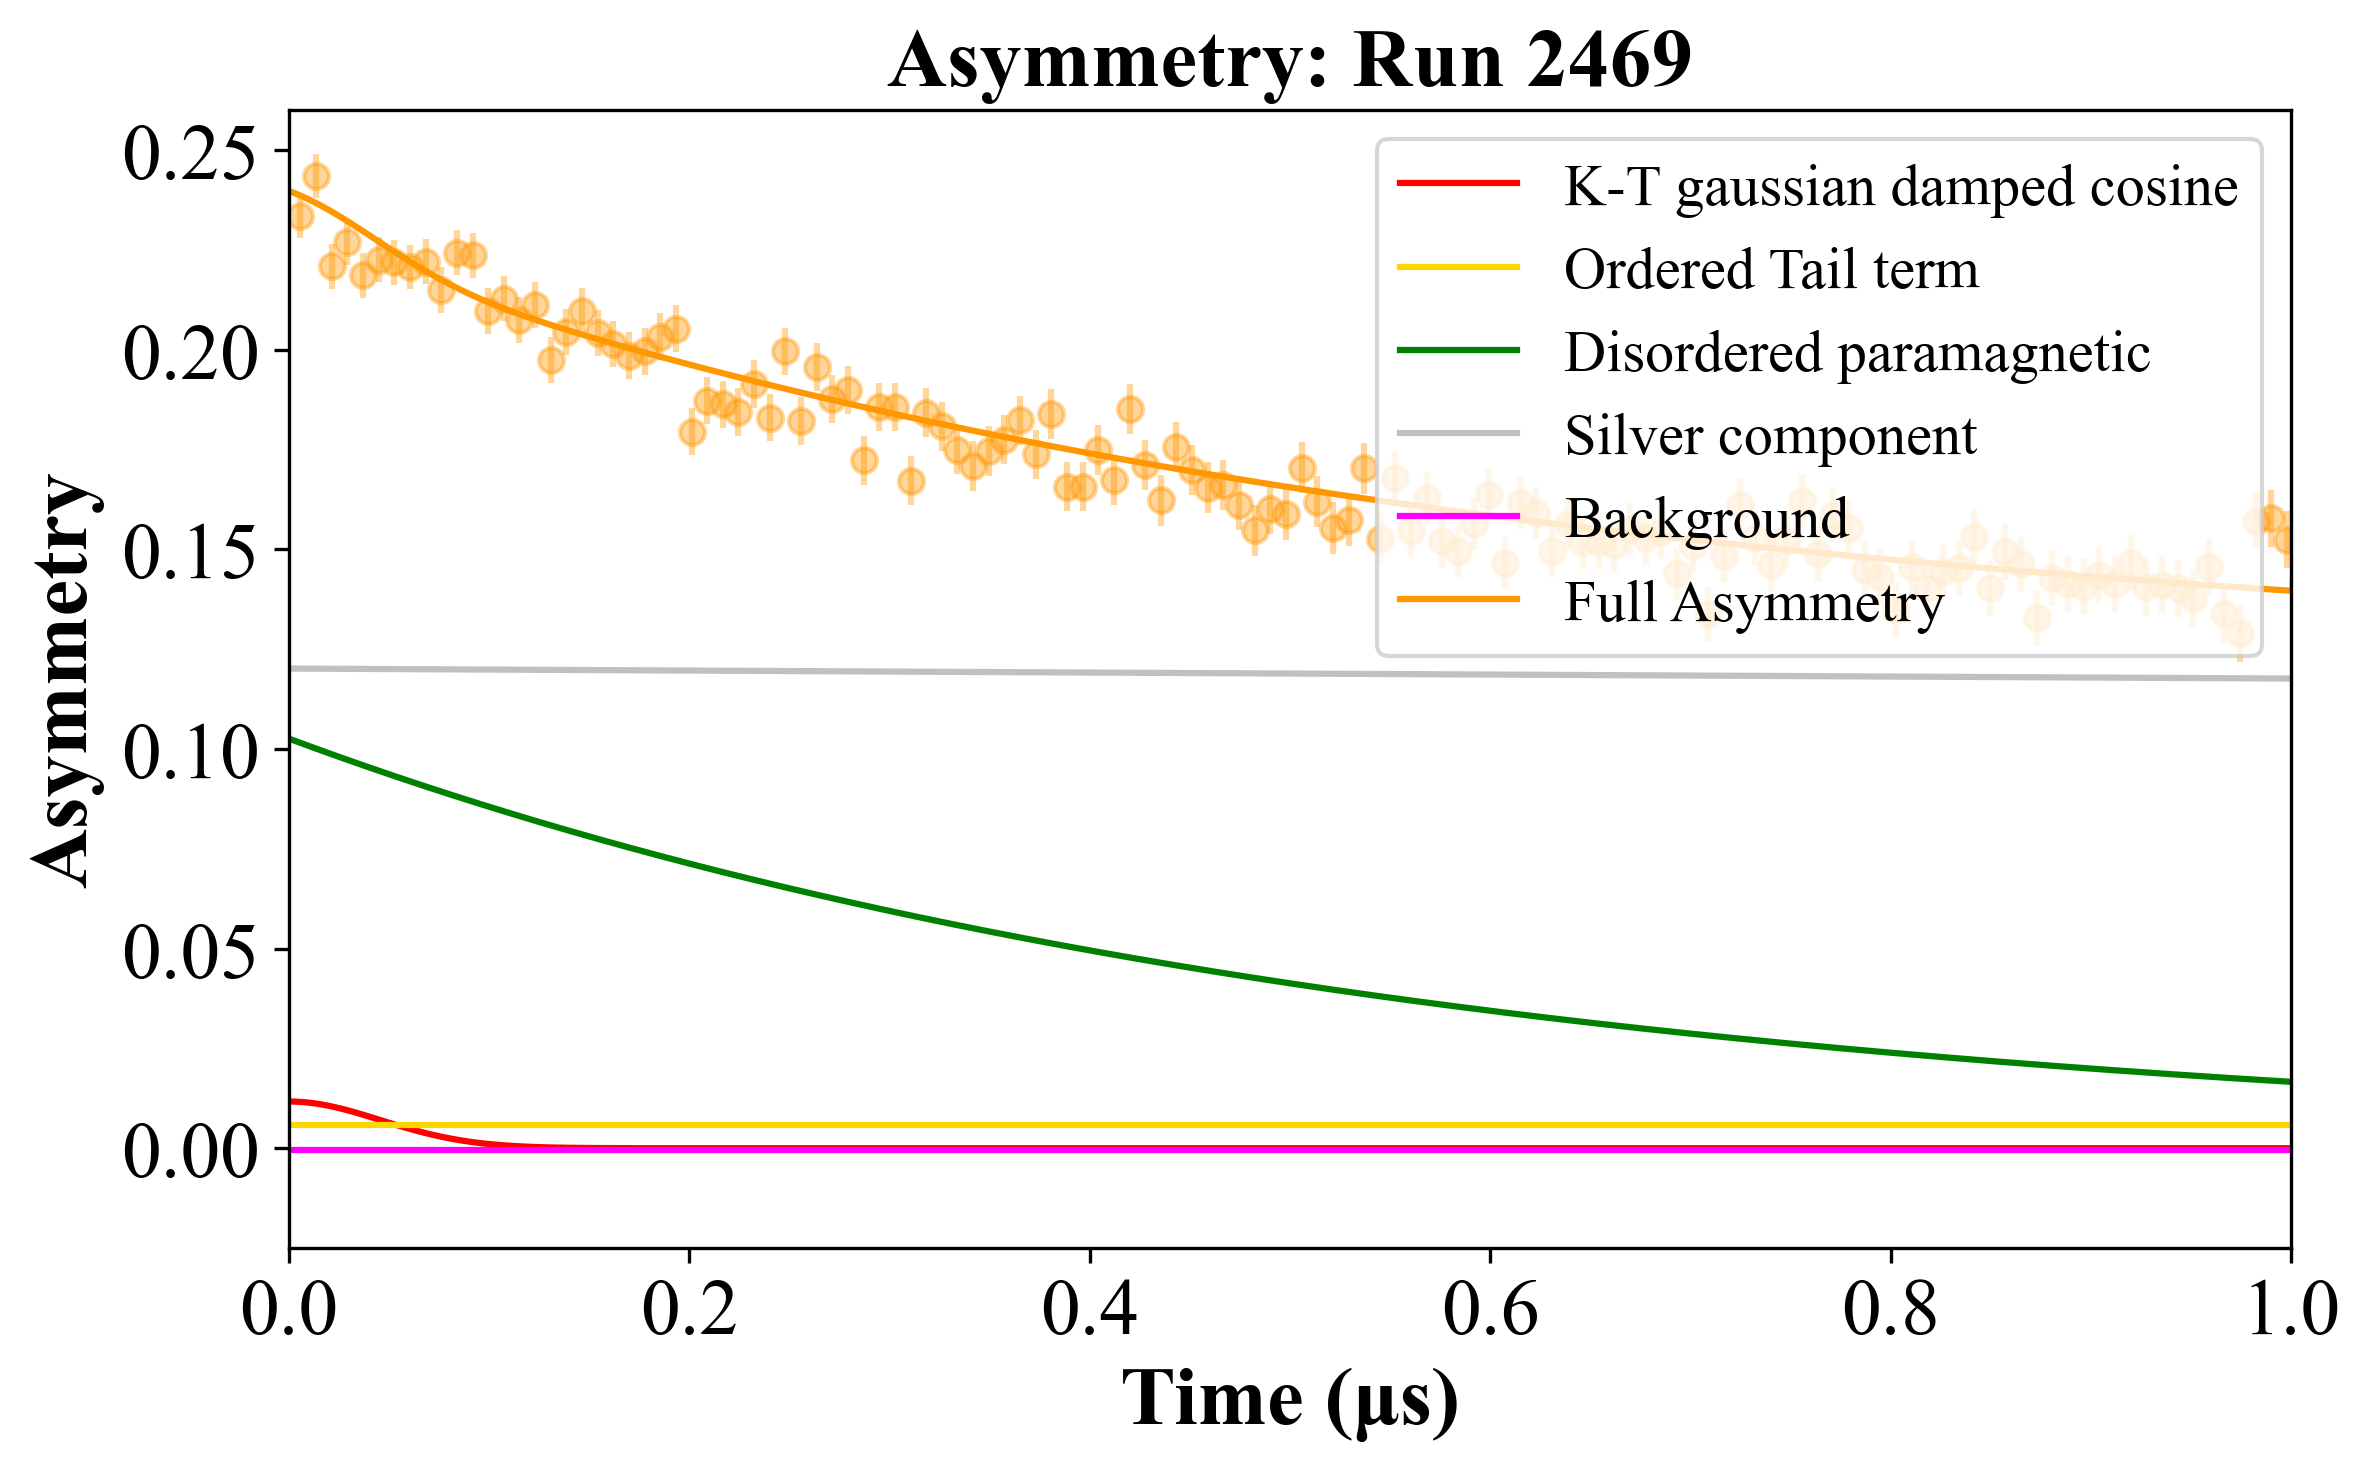 Asymmetry: Run 2469
Asymmetry
0.25
0.20
0.15
0.10
0.05
0.00
K-T gaussian damped cosine
Ordered Tail term
Disordered paramagnetic
Silver component
Background
Full Asymmetry
0.0 0.2 0.4 0.6 0.8 1.0
Time (μs)